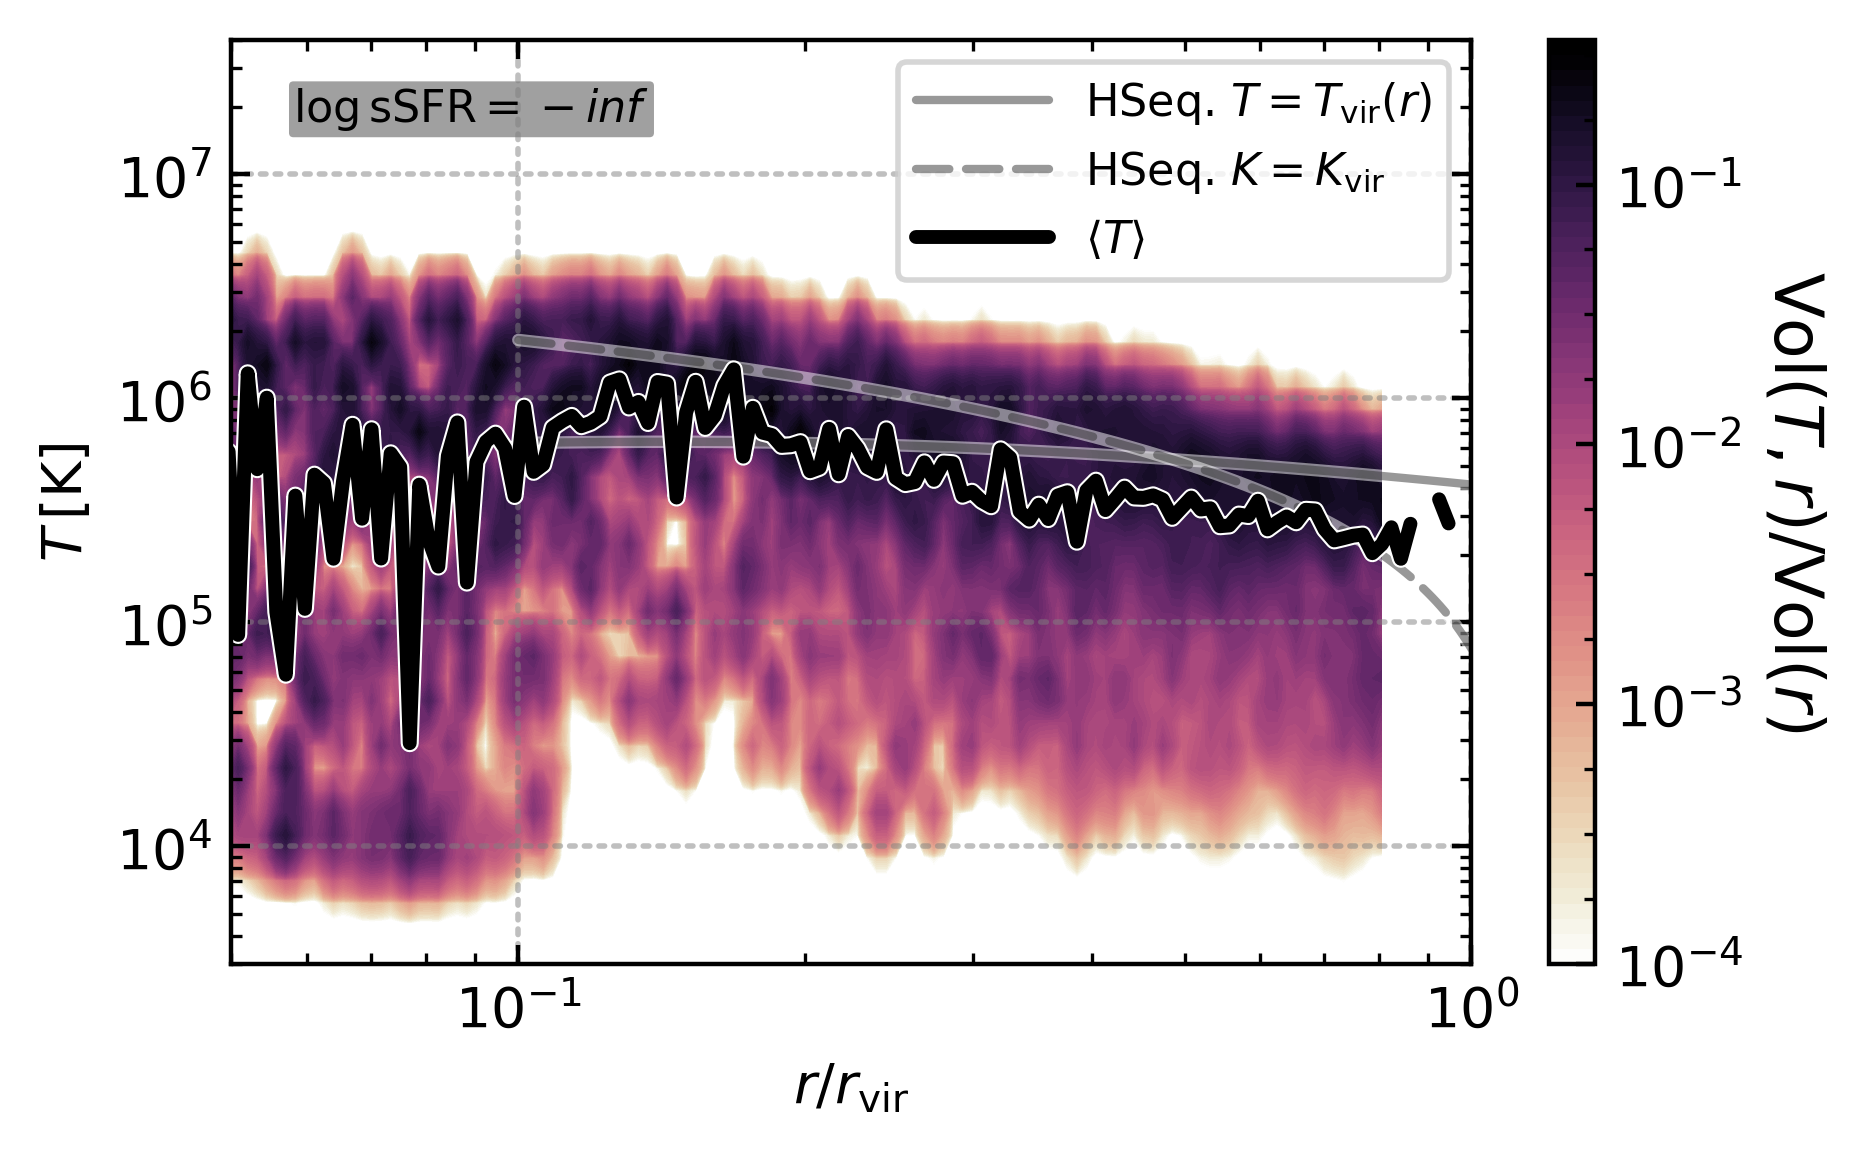 log sSFR = −inf
HSeq. T = T_vir(r)
HSeq. K = K_vir
⟨T⟩
T [K]
10^7
10^6
10^5
10^4
10^−1
10^0
r/r_vir
10^−1
10^−2
10^−3
10^−4
Vol(T, r)/Vol(r)